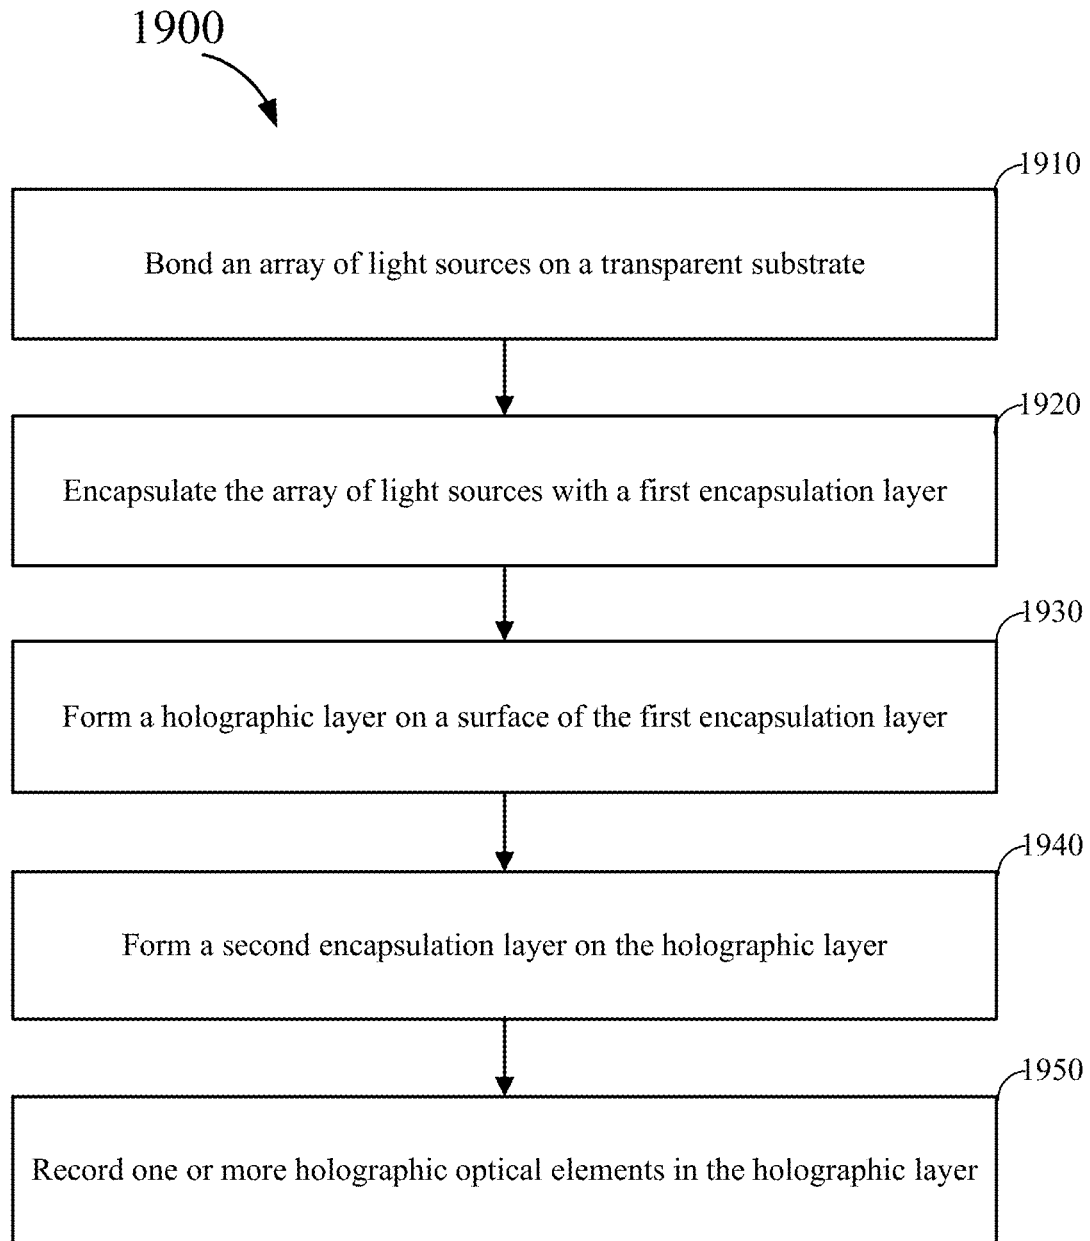 1900
1910
Bond an array of light sources on a transparent substrate
1920
Encapsulate the array of light sources with a first encapsulation layer
1930
Form a holographic layer on a surface of the first encapsulation layer
1940
Form a second encapsulation layer on the holographic layer
1950
Record one or more holographic optical elements in the holographic layer